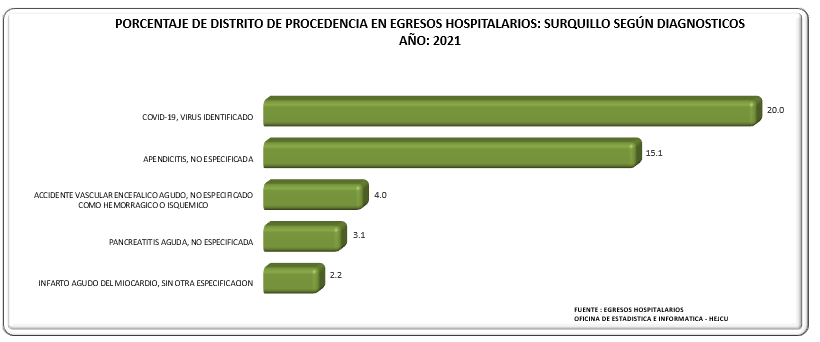 PORCENTAJE DE DISTRITO DE PROCEDENCIA EN EGRESOS HOSPITALARIOS: SURQUILLO SEGÚN DIAGNOSTICOS
AÑO: 2021
COVID-19, VIRUS IDENTIFICADO
20.0
APENDICITIS, NO ESPECIFICADA
15.1
ACCIDENTE VASCULAR ENCEFALICO AGUDO, NO ESPECIFICADO
COMO HEMORRAGICO O ISQUEMICO
4.0
PANCREATITIS AGUDA, NO ESPECIFICADA
3.1
INFARTO AGUDO DEL MIOCARDIO, SIN OTRA ESPECIFICACION
2.2
FUENTE : EGRESOS HOSPITALARIOS
OFICINA DE ESTADISTICA E INFORMATICA - HEJCU